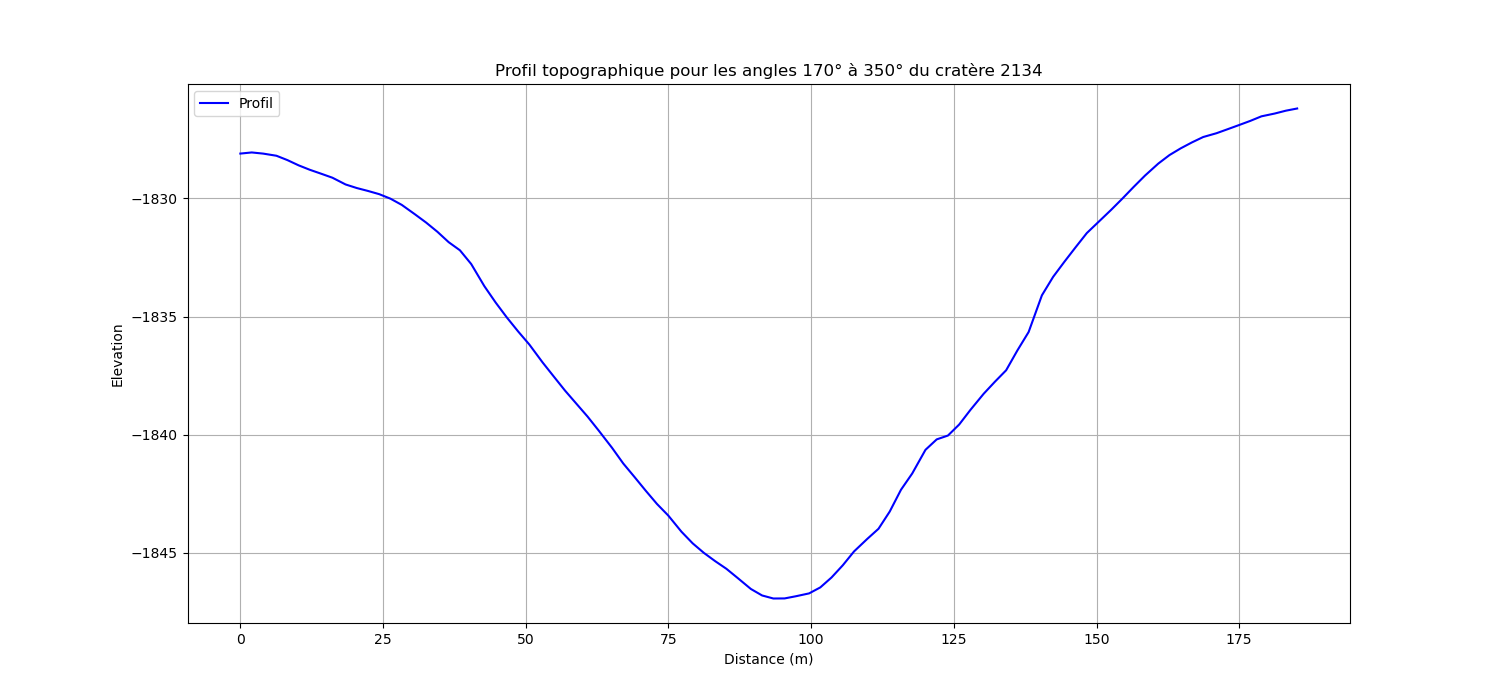 Profil topographique pour les angles 170° à 350° du cratère 2134
Profil
Elevation
−1830
−1835
−1840
−1845
0 25 50 75 100 125 150 175
Distance (m)